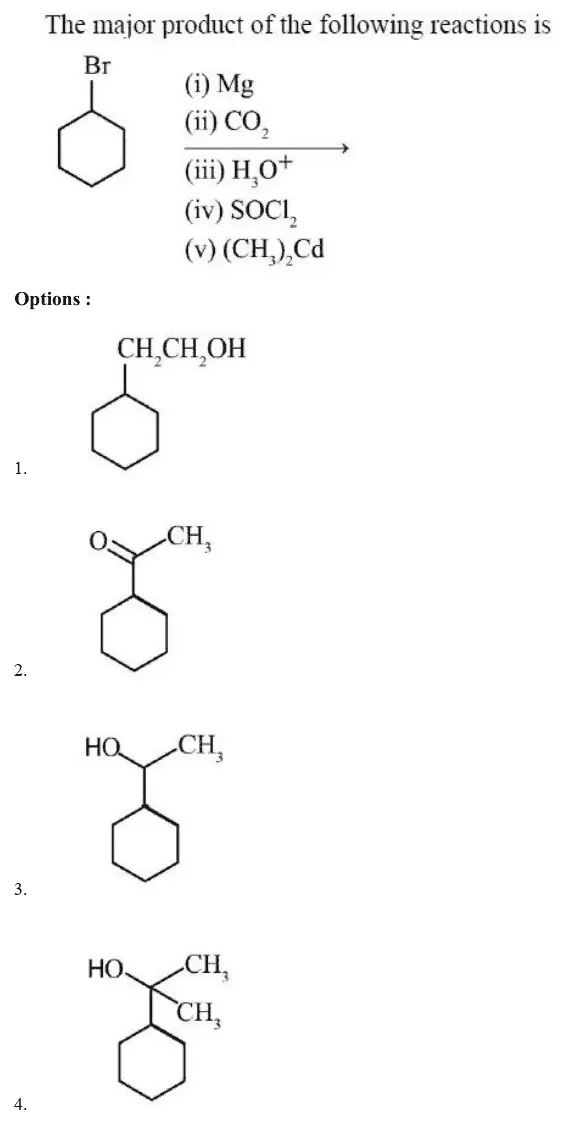 The major product of the following reactions is
Br
(i) Mg
(ii) CO₂
(iii) H₃O⁺
(iv) SOCl₂
(v) (CH₃)₂Cd
Options :
CH₂CH₂OH
1.
O
CH₃
2.
HO
CH₃
3.
HO
CH₃
CH₃
4.